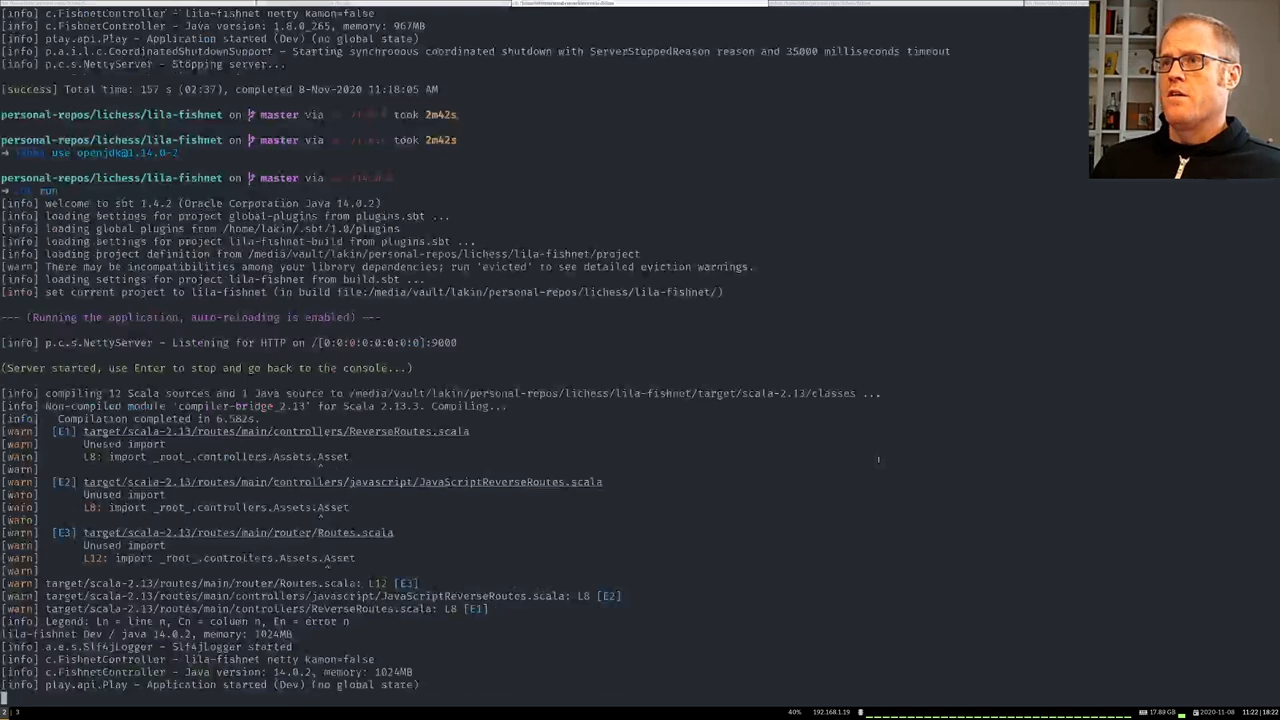 [info] c.FishnetController - lila-fishnet netty kamon=false
[info] c.FishnetController - Java version: 1.8.0_265, memory: 967MB
[info] play.api.Play - Application started (Dev) (no global state)
[info] p.a.i.l.c.CoordinatedShutdownSupport - Starting synchronous coordinated shutdown with ServerStoppedReason reason and 35000 milliseconds timeout
[info] p.c.s.NettyServer - Stopping server...
[success] Total time: 157 s (02:37), completed 8-Nov-2020 11:18:05 AM
personal-repos/lichess/lila-fishnet on master via took 2m42s
personal-repos/lichess/lila-fishnet on master via took 2m42s
use openjdk@1.14.0-2
personal-repos/lichess/lila-fishnet on master via
run
[info] welcome to sbt 1.4.2 (Oracle Corporation Java 14.0.2)
[info] loading settings for project global-plugins from plugins.sbt ...
[info] loading global plugins from /home/lakin/.sbt/1.0/plugins
[info] loading settings for project lila-fishnet-build from plugins.sbt ...
[info] loading project definition from /media/vault/lakin/personal-repos/lichess/lila-fishnet/project
[warn] There may be incompatibilities among your library dependencies; run 'evicted' to see detailed eviction warnings.
[info] loading settings for project lila-fishnet from build.sbt ...
[info] set current project to lila-fishnet (in build file:/media/vault/lakin/personal-repos/lichess/lila-fishnet/)
--- (Running the application, auto-reloading is enabled) ---
[info] p.c.s.NettyServer - Listening for HTTP on /[0:0:0:0:0:0:0:0]:9000
(Server started, use Enter to stop and go back to the console...)
[info] compiling 12 Scala sources and 1 Java source to /media/vault/lakin/personal-repos/lichess/lila-fishnet/target/scala-2.13/classes ...
[info] Non-compiled module 'compiler-bridge_2.13' for Scala 2.13.3. Compiling...
[info]   Compilation completed in 6.582s.
[warn]  [E1] target/scala-2.13/routes/main/controllers/ReverseRoutes.scala
[warn]       Unused import
[warn]       L8: import _root_.controllers.Assets.Asset
[warn]                                            ^
[warn]  [E2] target/scala-2.13/routes/main/controllers/javascript/JavaScriptReverseRoutes.scala
[warn]       Unused import
[warn]       L8: import _root_.controllers.Assets.Asset
[warn]                                            ^
[warn]  [E3] target/scala-2.13/routes/main/router/Routes.scala
[warn]       Unused import
[warn]       L12: import _root_.controllers.Assets.Asset
[warn]                                             ^
[warn] target/scala-2.13/routes/main/router/Routes.scala: L12 [E3]
[warn] target/scala-2.13/routes/main/controllers/javascript/JavaScriptReverseRoutes.scala: L8 [E2]
[warn] target/scala-2.13/routes/main/controllers/ReverseRoutes.scala: L8 [E1]
[info] Legend: Ln = line n, Cn = column n, En = error n
lila-fishnet Dev / java 14.0.2, memory: 1024MB
[info] a.e.s.Slf4jLogger - Slf4jLogger started
[info] c.FishnetController - lila-fishnet netty kamon=false
[info] c.FishnetController - Java version: 14.0.2, memory: 1024MB
[info] play.api.Play - Application started (Dev) (no global state)
2 | 3 40% 192.168.1.19 17.89 GB 2020-11-08 11:22 18:22